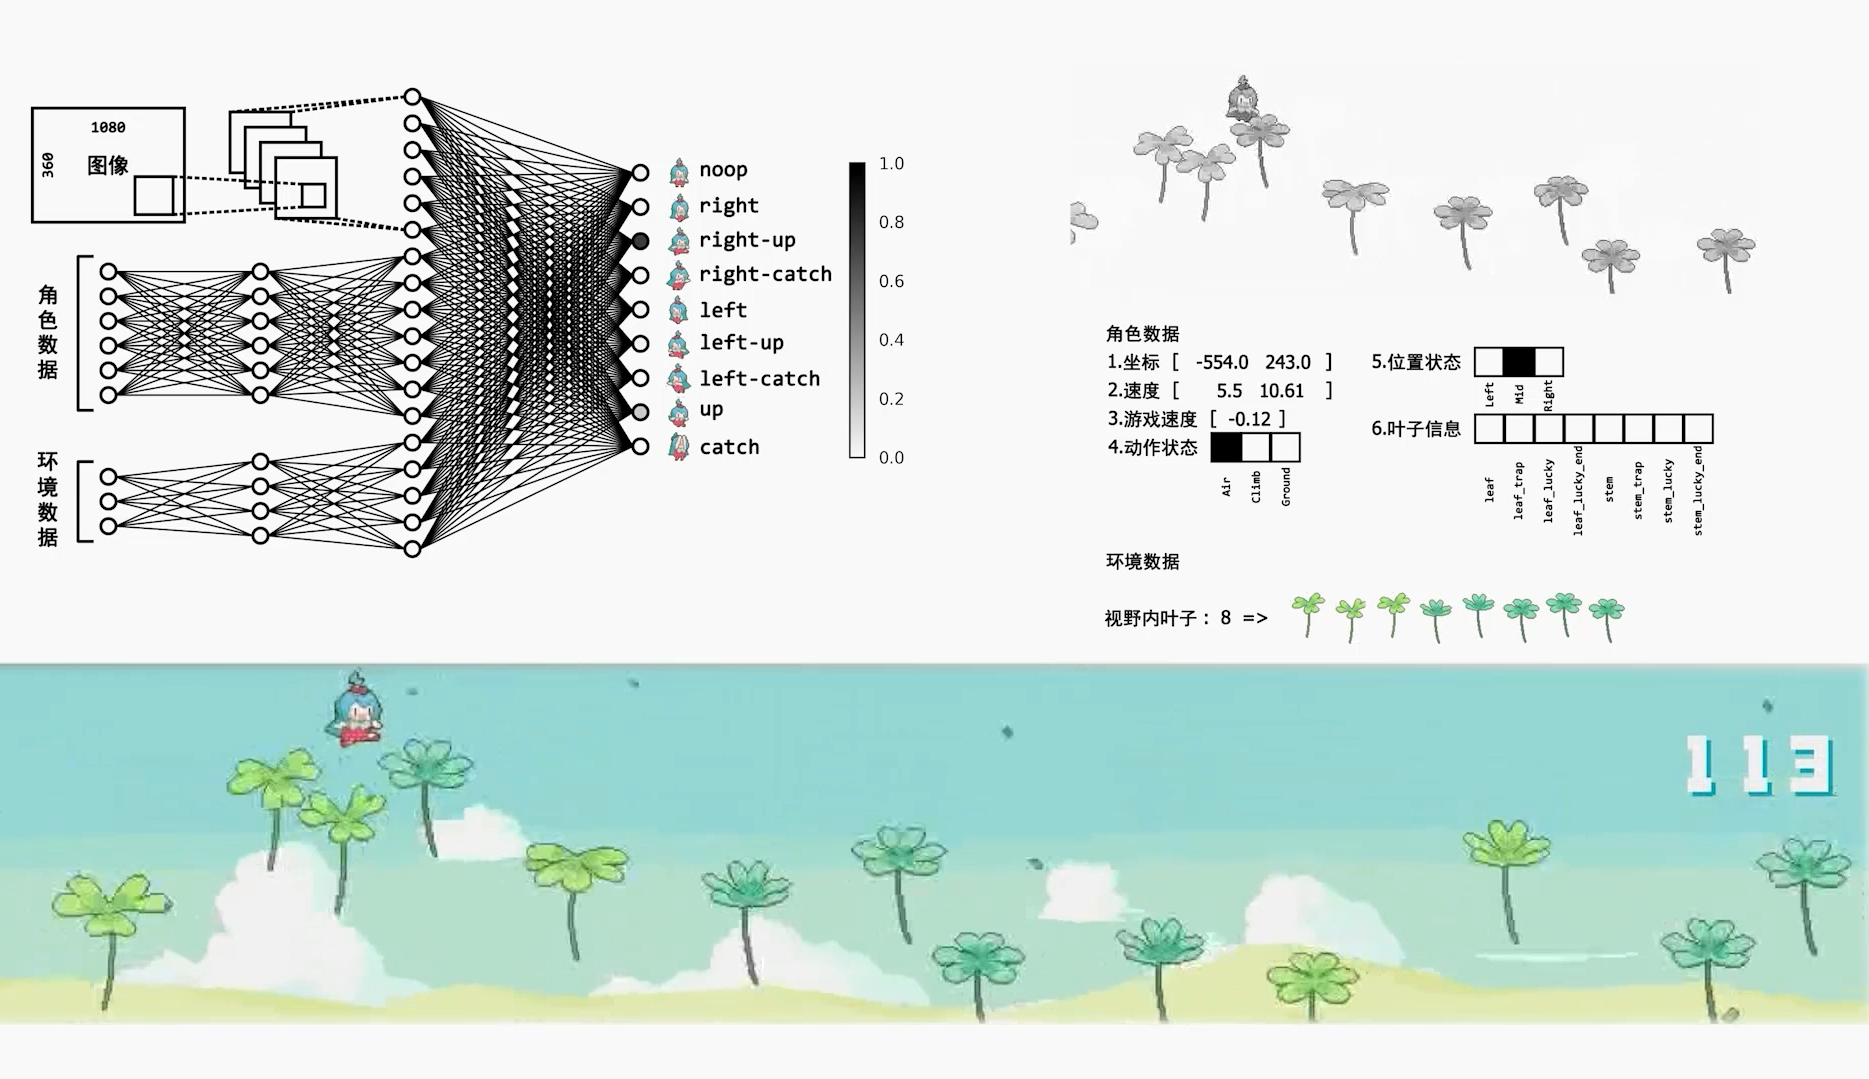 1080
360
图像
角色数据
环境数据
noop
right
right-up
right-catch
left
left-up
left-catch
up
catch
1.0
0.8
0.6
0.4
0.2
0.0
角色数据
1.坐标 [ -554.0 243.0 ]
2.速度 [ 5.5 10.61 ]
3.游戏速度 [ -0.12 ]
4.动作状态
Air
Climb
Ground
5.位置状态
Left
Mid
Right
6.叶子信息
leaf
leaf_trap
leaf_lucky
leaf_lucky_end
stem
stem_trap
stem_lucky
stem_lucky_end
环境数据
视野内叶子：8 =>
113